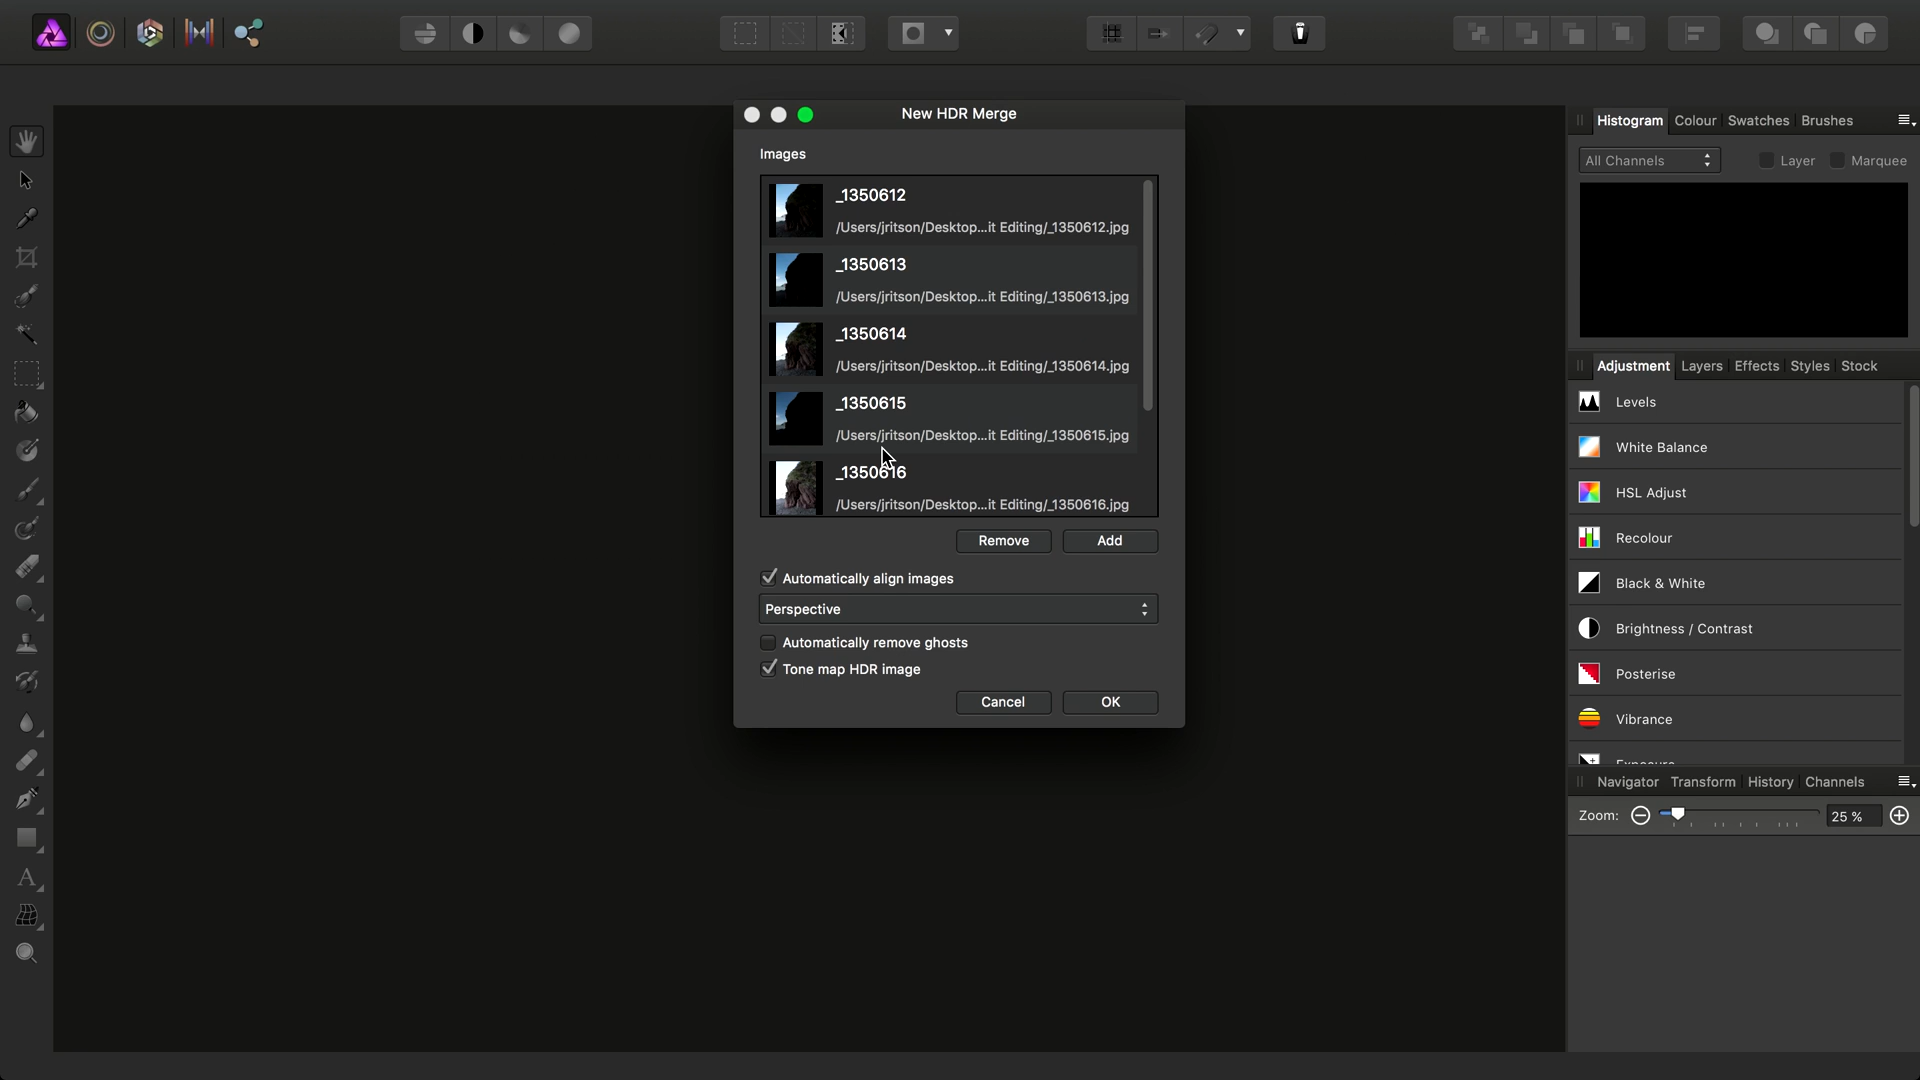 New HDR Merge
Images
_1350612
/Users/jritson/Desktop...it Editing/_1350612.jpg
_1350613
/Users/jritson/Desktop...it Editing/_1350613.jpg
_1350614
/Users/jritson/Desktop...it Editing/_1350614.jpg
_1350615
/Users/jritson/Desktop...it Editing/_1350615.jpg
_1350616
/Users/jritson/Desktop...it Editing/_1350616.jpg
Remove Add
Automatically align images
Perspective
Automatically remove ghosts
Tone map HDR image
Cancel OK
Histogram Colour Swatches Brushes
All Channels Layer Marquee
Adjustment Layers Effects Styles Stock
Levels
White Balance
HSL Adjust
Recolour
Black & White
Brightness / Contrast
Posterise
Vibrance
Exposure
Navigator Transform History Channels
Zoom: 25 %